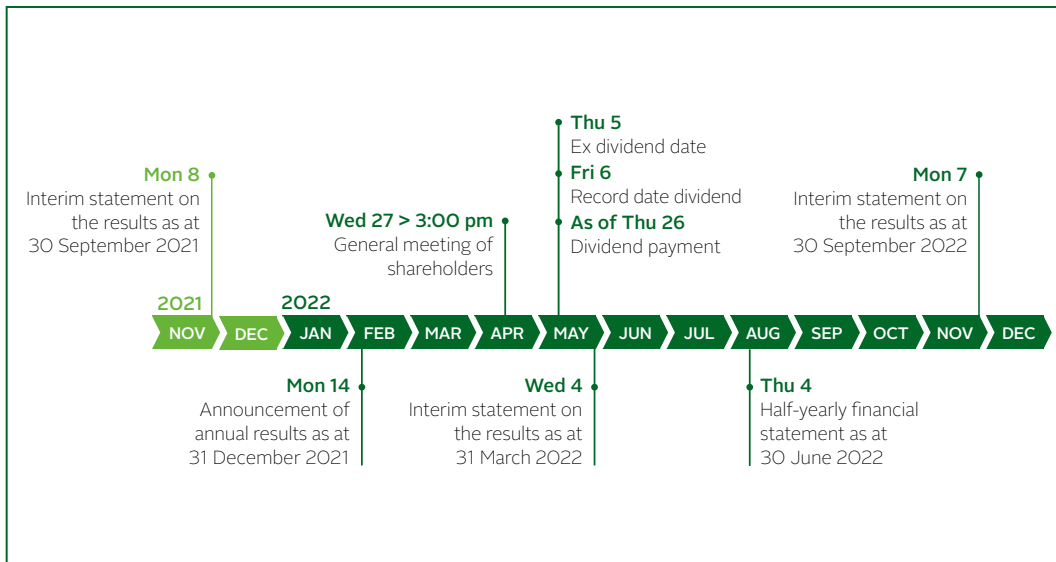 Thu 5
Ex dividend date
Fri 6
Record date dividend
As of Thu 26
Dividend payment
Mon 8
Interim statement on
the results as at
30 September 2021
Wed 27 > 3:00 pm
General meeting of
shareholders
Mon 7
Interim statement on
the results as at
30 September 2022
2021
2022
NOV
DEC
JAN
FEB
MAR
APR
MAY
JUN
JUL
AUG
SEP
OCT
NOV
DEC
Mon 14
Announcement of
annual results as at
31 December 2021
Wed 4
Interim statement on
the results as at
31 March 2022
Thu 4
Half-yearly financial
statement as at
30 June 2022